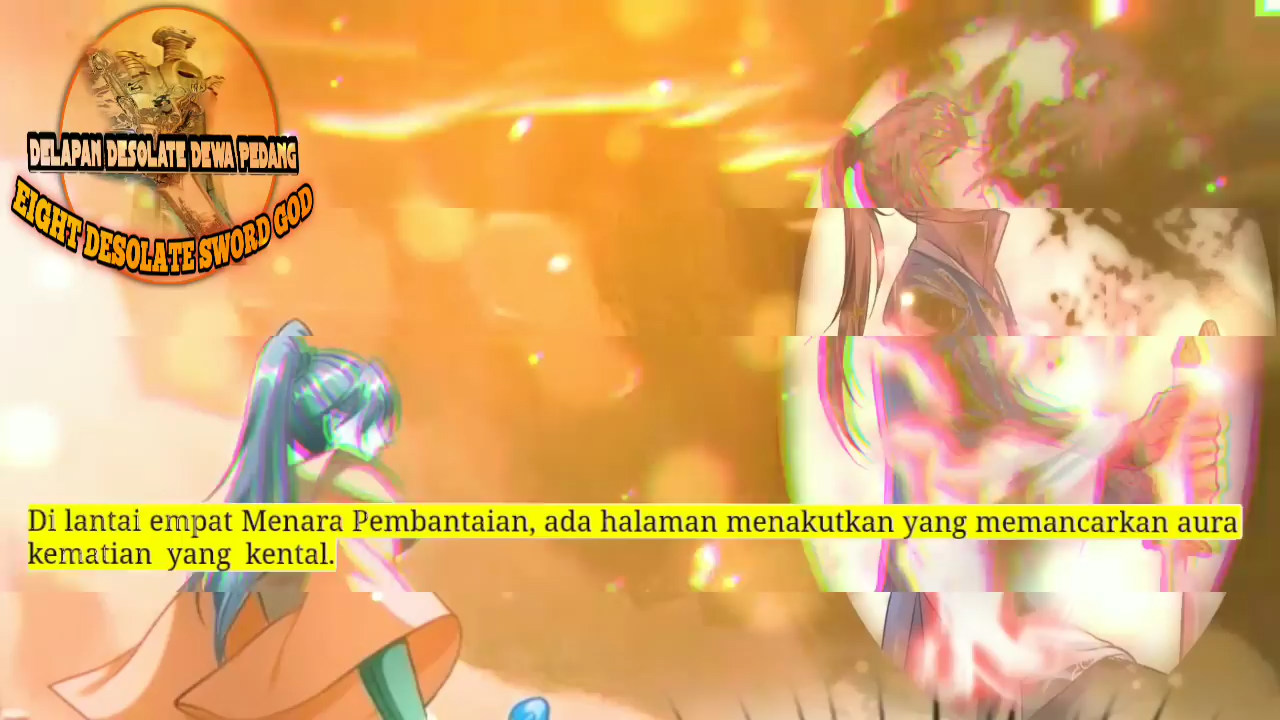 DELAPAN DESOLATE DEWA PEDANG
EIGHT DESOLATE SWORD GOD
Di lantai empat Menara Pembantaian, ada halaman menakutkan yang memancarkan aura
kematian yang kental.